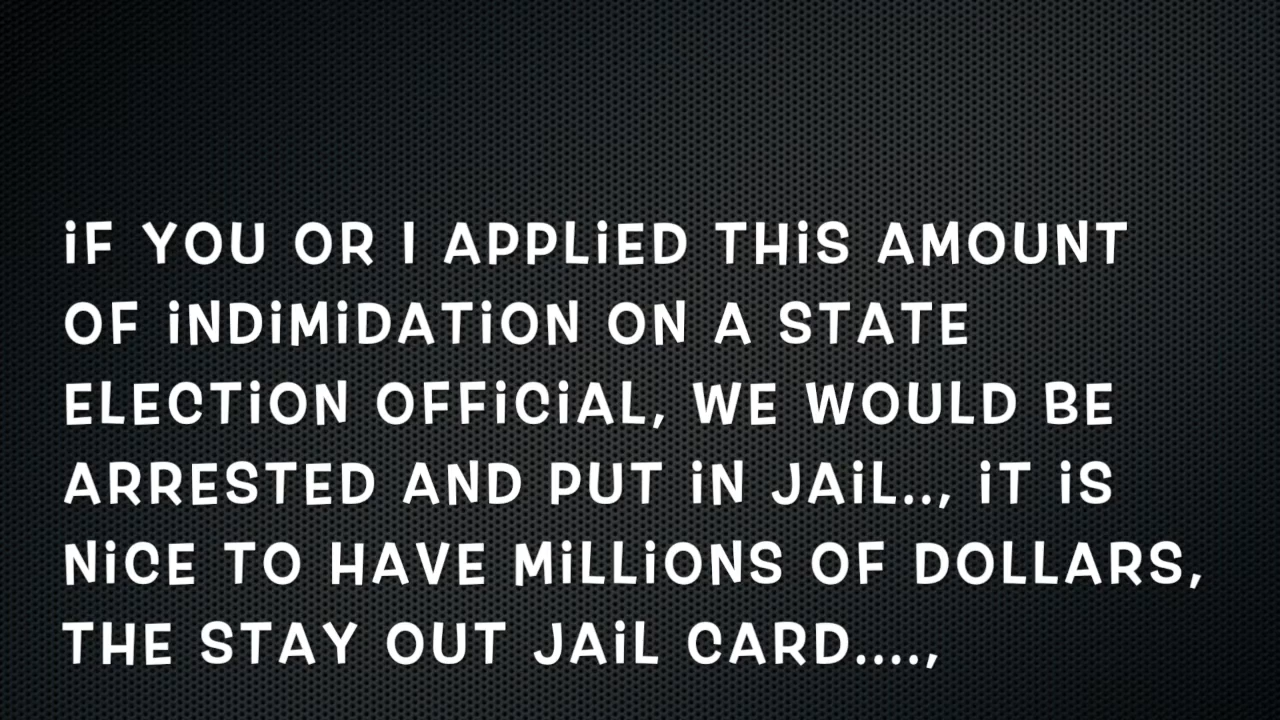 iF YOU OR I APPLiED THiS AMOUNT
OF iNDiMiDATiON ON A STATE
ELECTiON OFFiCiAL, WE WOULD BE
ARRESTED AND PUT iN JAiL.., iT iS
NiCE TO HAVE MiLLiONS OF DOLLARS,
THE STAY OUT JAiL CARD....,